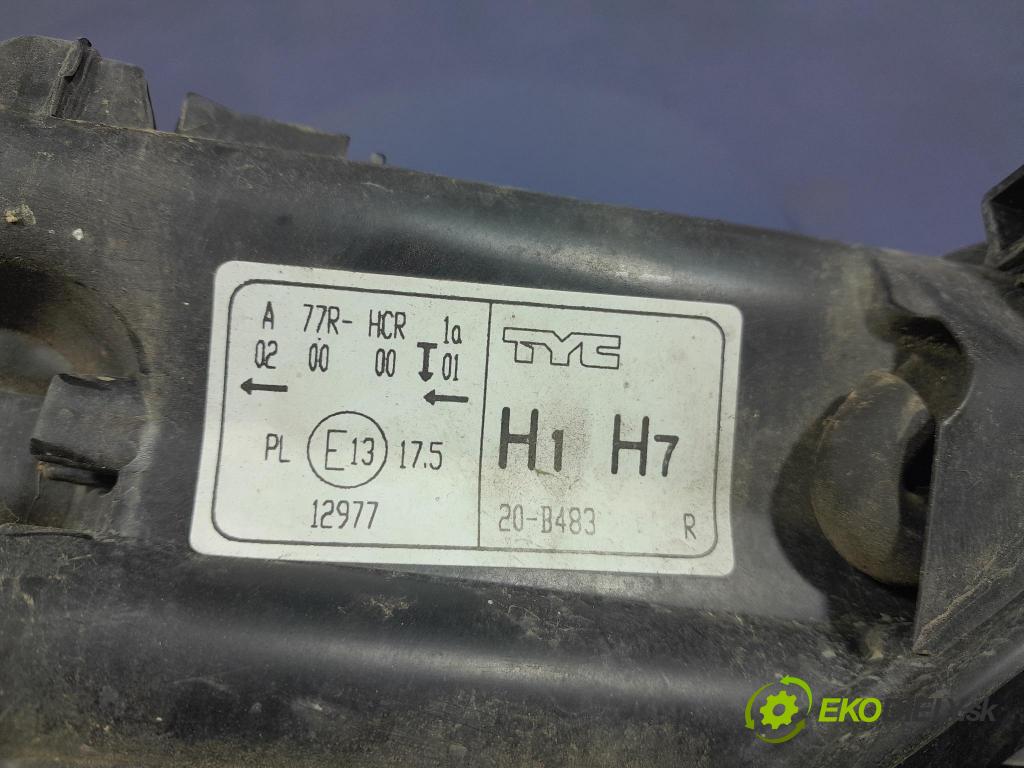 A 77R- HCR 1a
02 00 00 01
PL E13 17.5
12977
TYC
H1 H7
20-B483 R
EKO